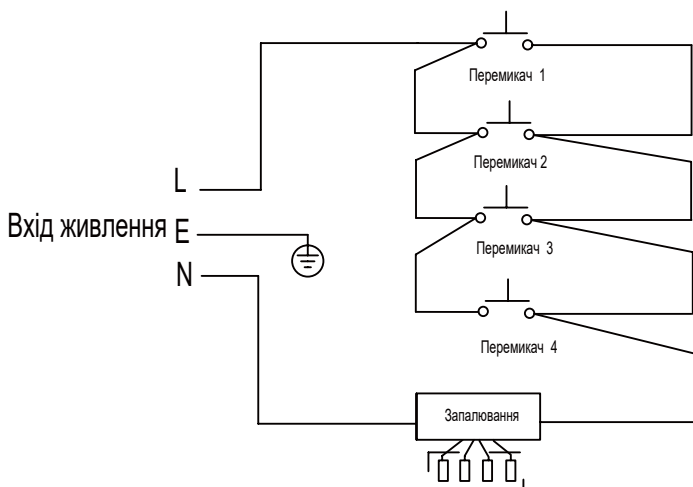 Перемикач 1
Перемикач 2
L
Вхід живлення E
Перемикач 3
N
Перемикач 4
Запалювання